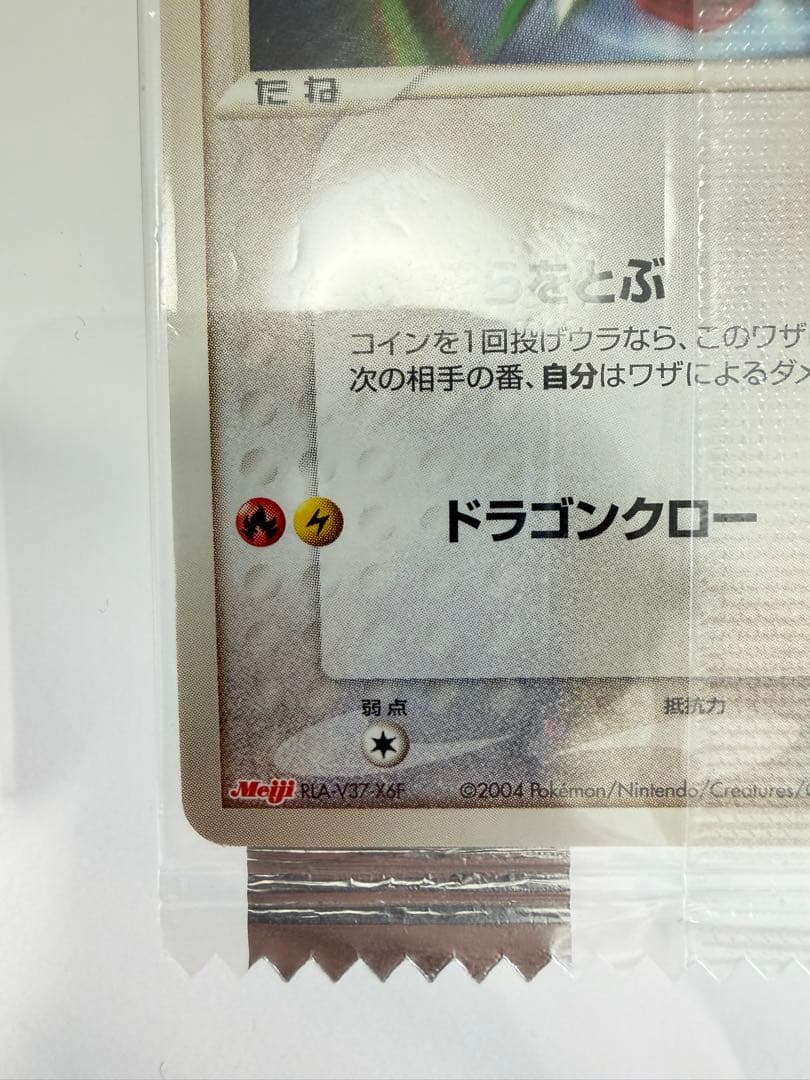 たね
らをとぶ
コインを1回投げウラなら、このワザ
次の相手の番、自分はワザによるダメ
ドラゴンクロー
弱点
抵抗力
Meiji RLA-V37-X6F
©2004 Pokémon/Nintendo/Creatures/